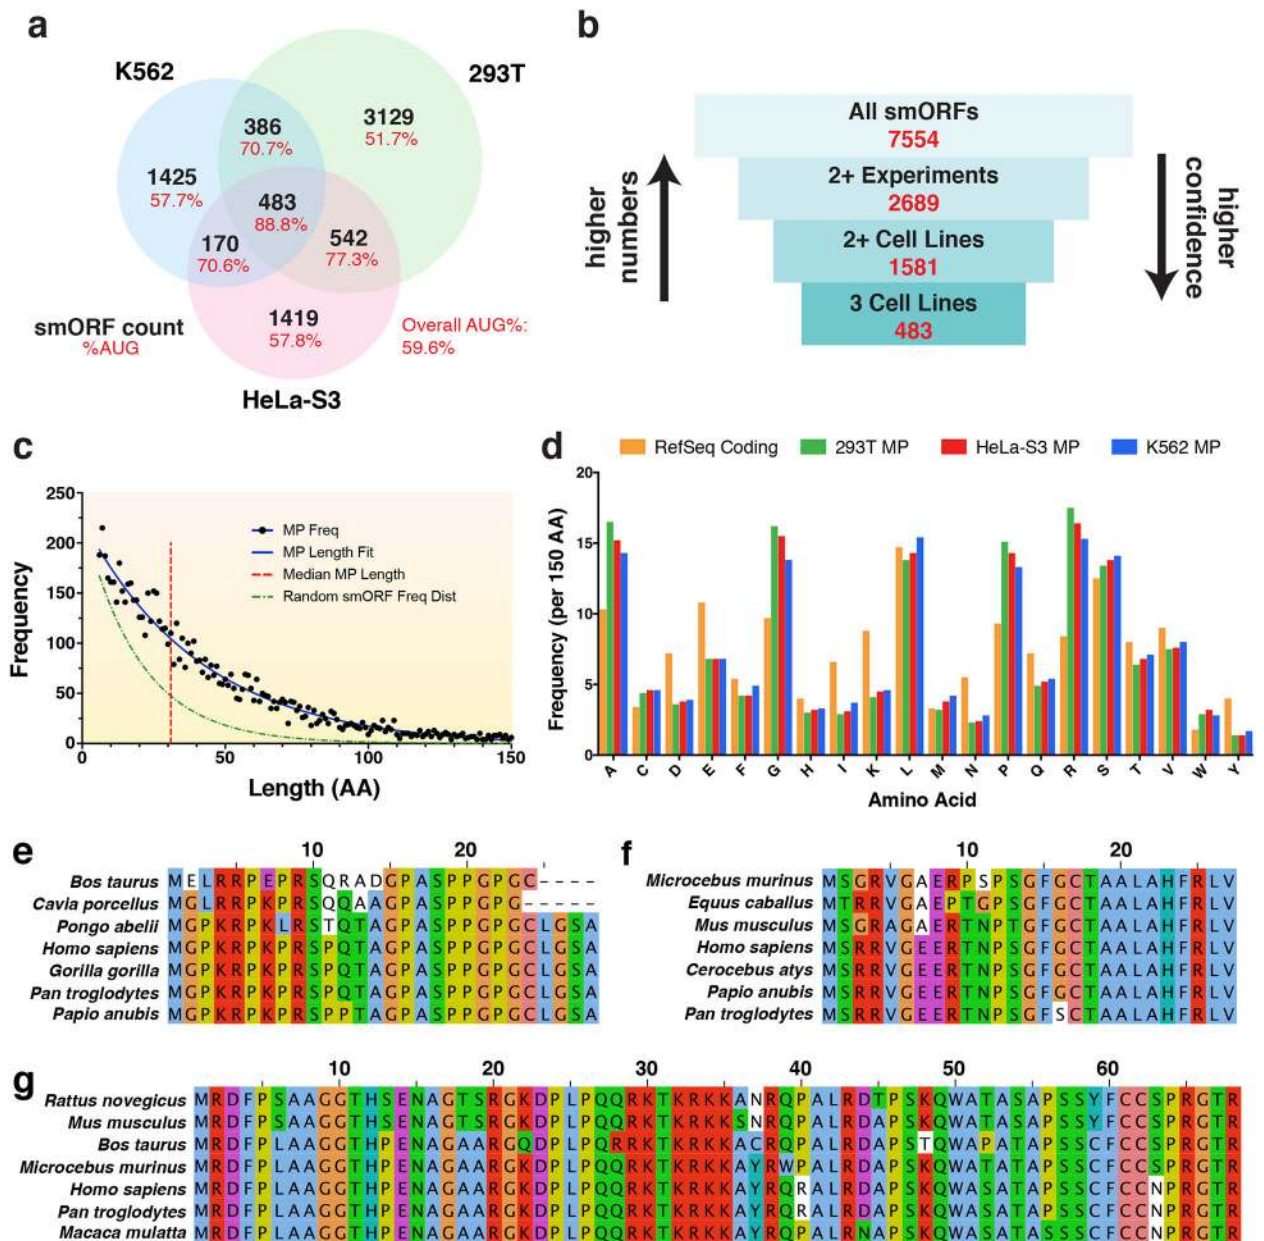 a
K562
293T
386
70.7%
3129
51.7%
1425
57.7%
483
88.8%
170
70.6%
542
77.3%
smORF count
%AUG
1419
57.8%
Overall AUG%:
59.6%
HeLa-S3
b
higher numbers
All smORFs
7554
2+ Experiments
2689
2+ Cell Lines
1581
3 Cell Lines
483
higher confidence
c
Frequency
250
200
150
100
50
0
MP Freq
MP Length Fit
Median MP Length
Random smORF Freq Dist
0 50 100 150
Length (AA)
d
RefSeq Coding 293T MP HeLa-S3 MP K562 MP
Frequency (per 150 AA)
20
15
10
5
0
A C D E F G H I K L M N P Q R S T V W Y
Amino Acid
e
10 20
Bos taurus MELRRPEPRSQRADGPASPPGPGC----
Cavia porcellus MGLRRPKPRSQQAAGPASPPGPG-----
Pongo abelii MGPKRPKLRSTQTAGPASPPGPGCLGSA
Homo sapiens MGPKRPKPRSPQTAGPASPPGPGCLGSA
Gorilla gorilla MGPKRPKPRSPQTAGPASPPGPGCLGSA
Pan troglodytes MGPKRPKPRSPQTAGPASPPGPGCLGSA
Papio anubis MGPKRPKPRSPPTAGPASPPGPGCLGSA
f
10 20
Microcebus murinus MSGRVGAERPSPSGFGCTAALAHFRLV
Equus caballus MTRRVGAEPTGPSGFGCTAALAHFRLV
Mus musculus MSGRAGAERTNPTGFGCTAALAHFRLV
Homo sapiens MSRRVGEERTNPSGFGCTAALAHFRLV
Cerocebus atys MSRRVGEERTNPSGFGCTAALAHFRLV
Papio anubis MSRRVGEERTNPSGFGCTAALAHFRLV
Pan troglodytes MSRRVGEERTNPSGFSCTAALAHFRLV
g
10 20 30 40 50 60
Rattus novegicus MRDFPSAAGGTHSENAGTSRGKDPLPQQRKTKRKKANRQPALRDTPSKQWATASAPSSYFCCSPRGTR
Mus musculus MRDFPSAAGGTHSENAGTSRGKDPLPQQRKTKRKKSNRQPALRDAPSKQWATASAPSSYFCCSPRGTR
Bos taurus MRDFPLAAGGTHPENAGAARGQDPLPQRRKTKRKKACRQPALRDAPSTQWAPATAPSSCFCCSPRGTR
Microcebus murinus MRDFPLAAGGTHPENAGAARGKDPLPQQRKTKRKKAYRWPALRDAPSKQWATATAPSSCFCCSPRGTR
Homo sapiens MRDFPLAAGGTHPENAGAARGKDPLPQQRKTKRKKAYRQRALRDAPSKQWASATAPSSCFCCNPRGTR
Pan troglodytes MRDFPLAAGGTHPENAGAARGKDPLPQQRKTKRKKAYRQRALRDAPSKQWASATAPSSCFCCNPRGTR
Macaca mulatta MRDFPLAAGGTHPENAGAARGKDPLPQQRKTKRKKAYRQPALRNAPSKQWASATASSSCFCCNPRGTR